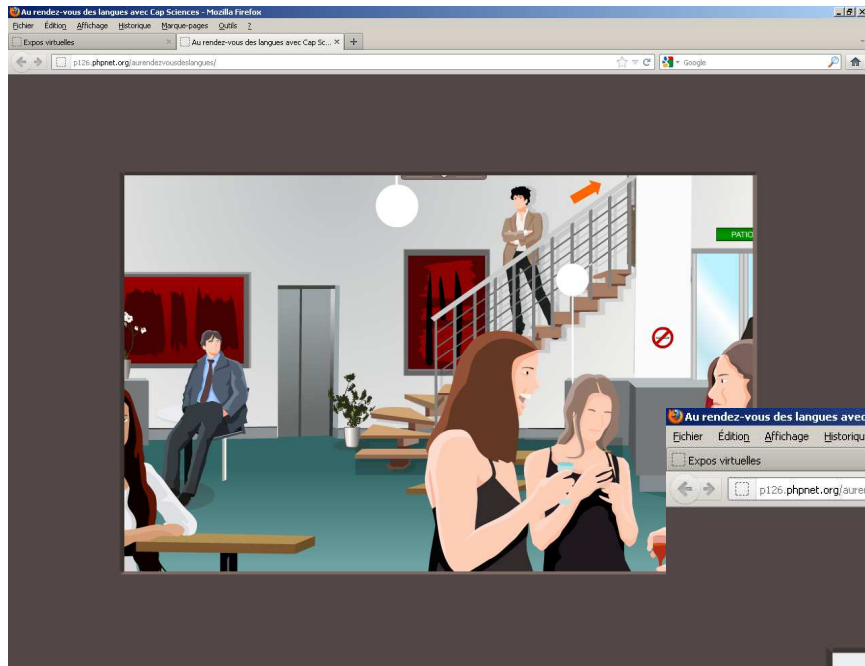 Au rendez-vous des langues avec Cap Sciences - Mozilla Firefox
Fichier Édition Affichage Historique Marque-pages Outils ?
Expos virtuelles × Au rendez-vous des langues avec Cap Sc... × +
p126.phpnet.org/aurendezvousdeslangues/ Google
PATIO
Au rendez-vous des langues avec
Fichier Édition Affichage Historiqu
Expos virtuelles
p126.phpnet.org/auren